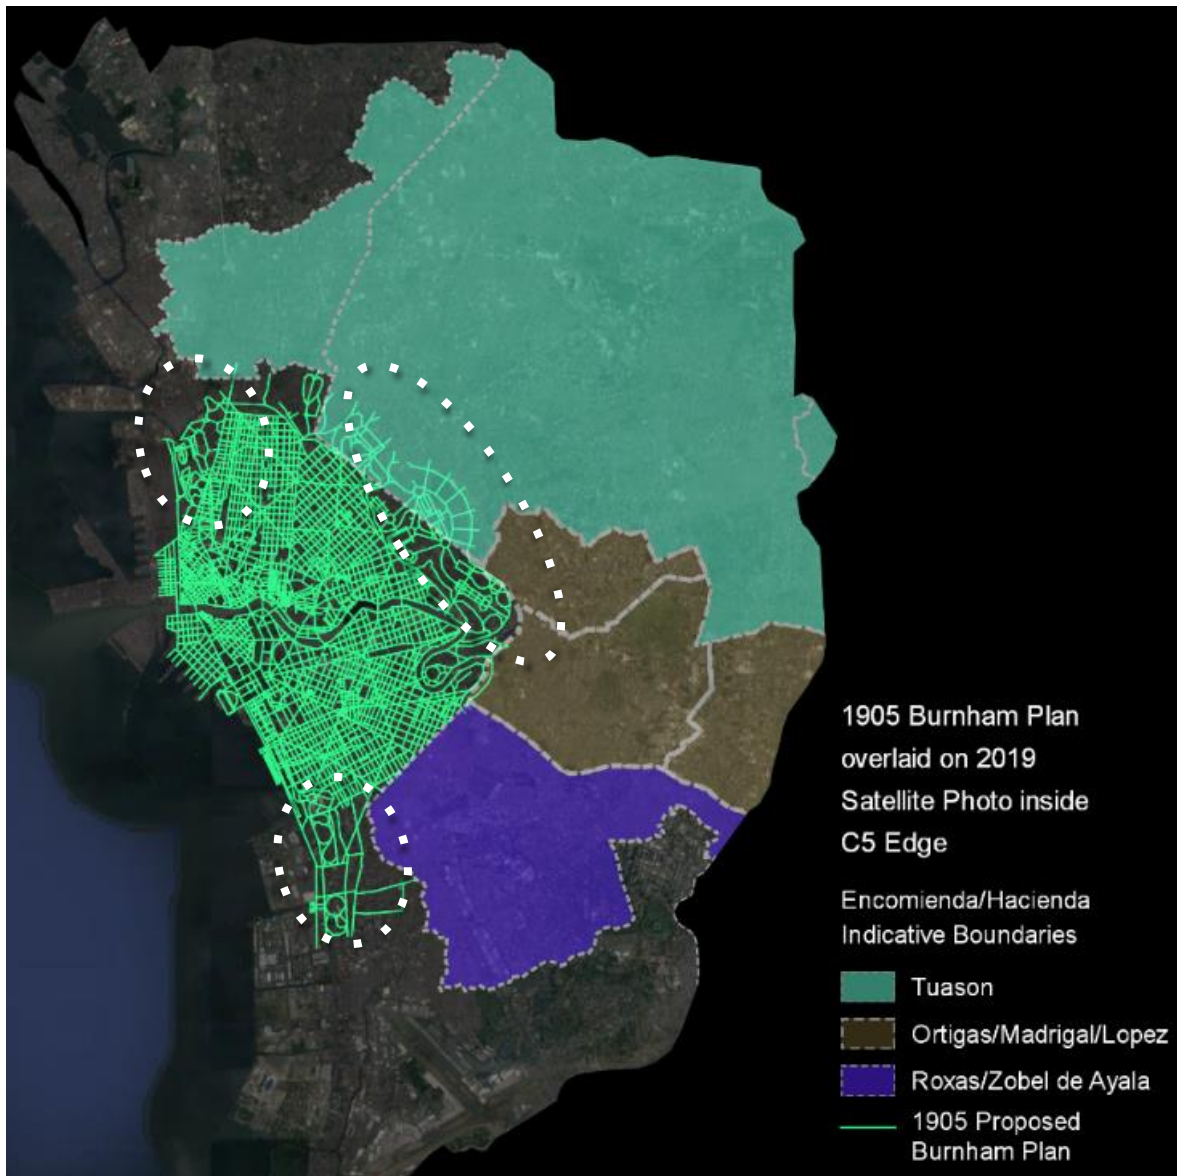 1905 Burnham Plan
overlaid on 2019
Satellite Photo inside
C5 Edge
Encomienda/Hacienda
Indicative Boundaries
Tuason
Ortigas/Madrigal/Lopez
Roxas/Zobel de Ayala
1905 Proposed
Burnham Plan